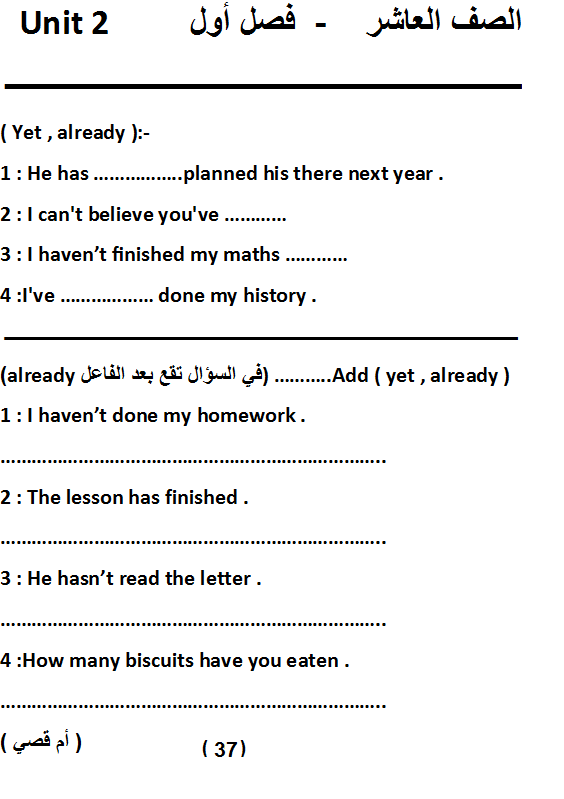 الصف العاشر - فصل أول Unit 2
( Yet , already ):-
1 : He has .................planned his there next year .
2 : I can't believe you've ............
3 : I haven’t finished my maths ............
4 :I've .................. done my history .
(already في السؤال تقع بعد الفاعل) ...........Add ( yet , already )
1 : I haven’t done my homework .
.........................................................................
2 : The lesson has finished .
.........................................................................
3 : He hasn’t read the letter .
.........................................................................
4 :How many biscuits have you eaten .
.........................................................................
( أم قصي )
( 37)